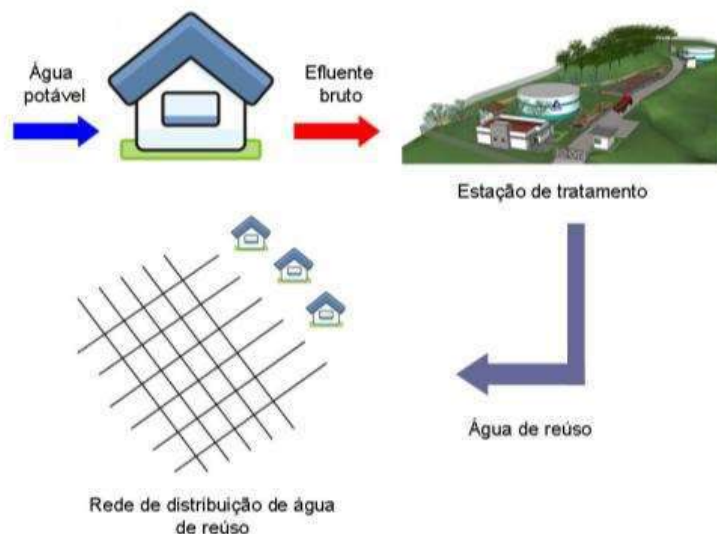 Água
potável
Efluente
bruto
Estação de tratamento
Água de reúso
Rede de distribuição de água
de reúso